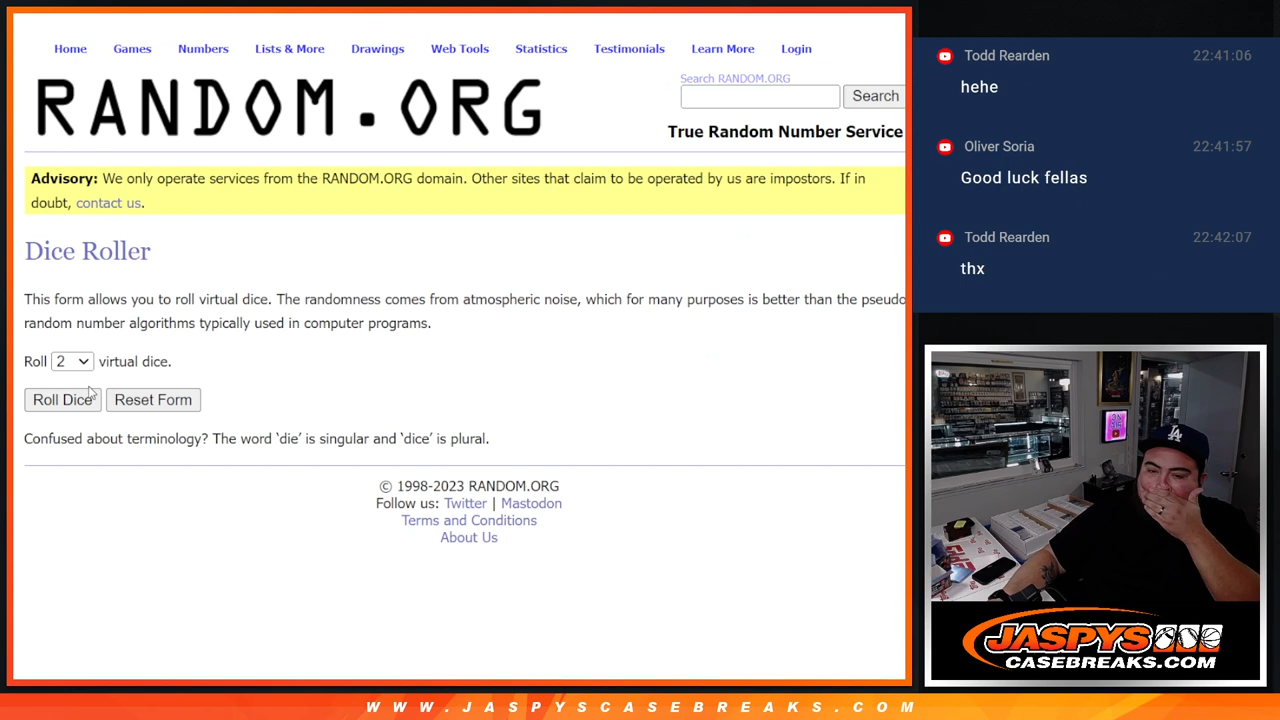 Home Games Numbers Lists & More Drawings Web Tools Statistics Testimonials Learn More Login
RANDOM.ORG
Search RANDOM.ORG
Search
True Random Number Service
Advisory: We only operate services from the RANDOM.ORG domain. Other sites that claim to be operated by us are impostors. If in
doubt, contact us.
Dice Roller
This form allows you to roll virtual dice. The randomness comes from atmospheric noise, which for many purposes is better than the pseudo
random number algorithms typically used in computer programs.
Roll 2 virtual dice.
Roll Dice Reset Form
Confused about terminology? The word ‘die’ is singular and ‘dice’ is plural.
© 1998-2023 RANDOM.ORG
Follow us: Twitter | Mastodon
Terms and Conditions
About Us
Todd Rearden 22:41:06
hehe
Oliver Soria 22:41:57
Good luck fellas
Todd Rearden 22:42:07
thx
LA
JASPYS
CASEBREAKS.COM
WWW.JASPYSCASEBREAKS.COM